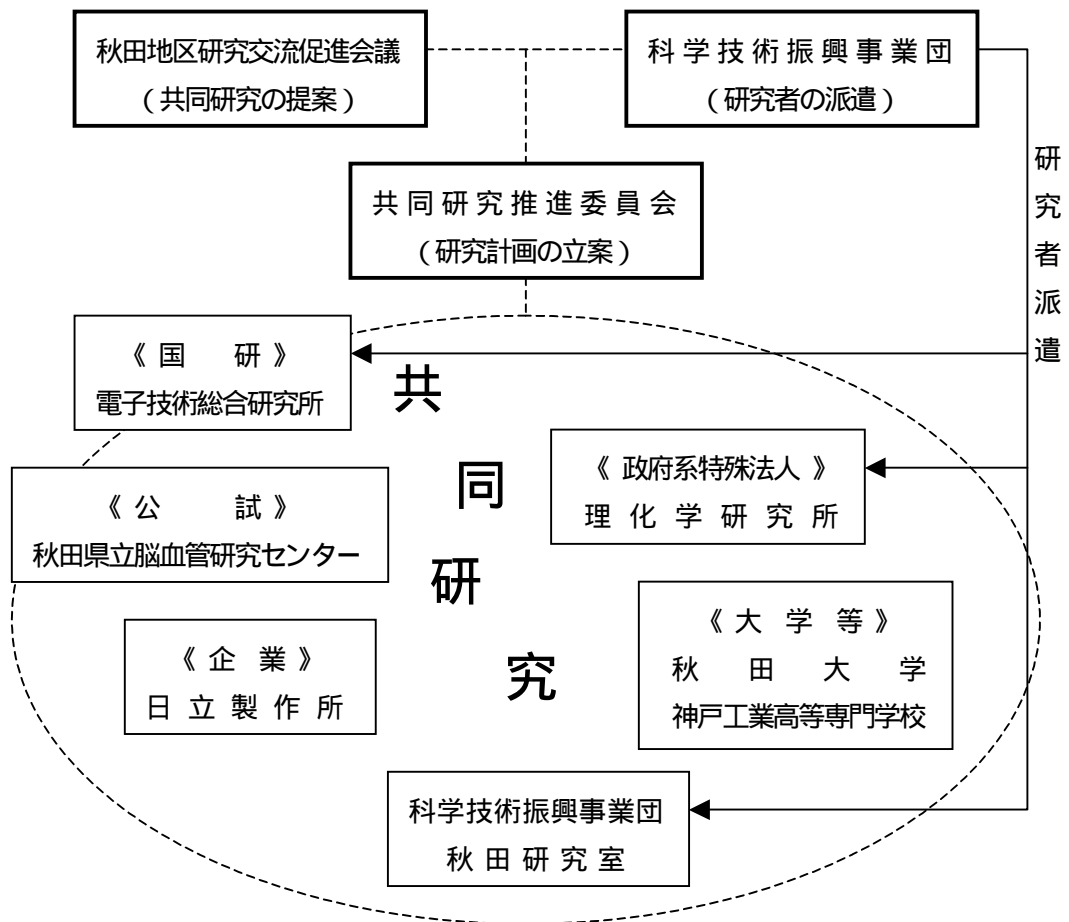 秋田地区研究交流促進会議
（共同研究の提案）
科学技術振興事業団
（研究者の派遣）
研究者派遣
共同研究推進委員会
（研究計画の立案）
《国　研》
電子技術総合研究所
共同研究
《政府系特殊法人》
理化学研究所
《公　試》
秋田県立脳血管研究センター
《大学等》
秋田大学
神戸工業高等専門学校
《企業》
日立製作所
科学技術振興事業団
秋田研究室